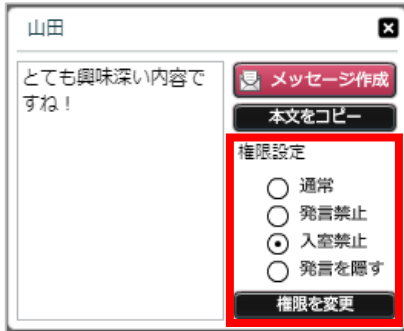 山田
とても興味深い内容で
すね！
メッセージ作成
本文をコピー
権限設定
通常
発言禁止
入室禁止
発言を隠す
権限を変更